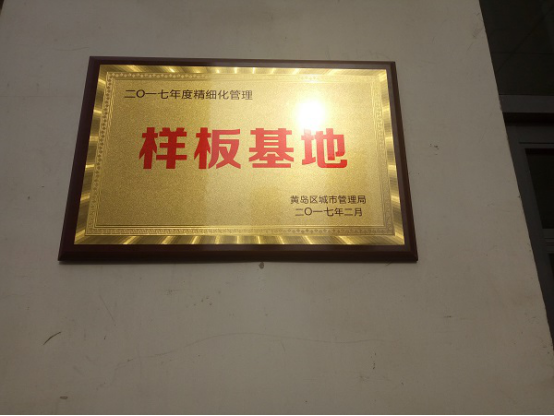 二〇一七年度精细化管理
样板基地
黄岛区城市管理局
二〇一七年二月